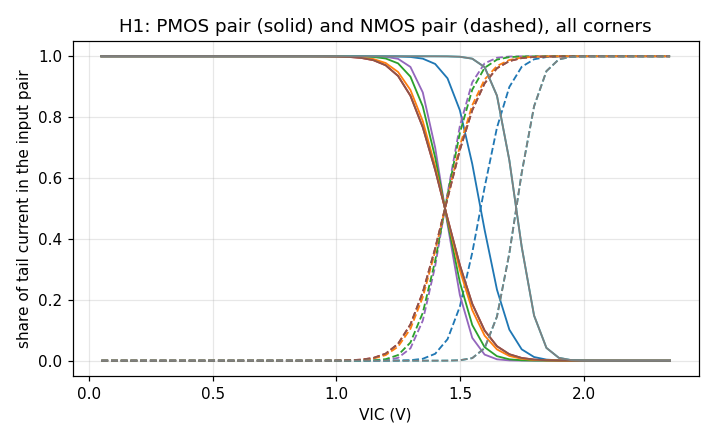 H1: PMOS pair (solid) and NMOS pair (dashed), all corners
share of tail current in the input pair
1.0
0.8
0.6
0.4
0.2
0.0
0.0 0.5 1.0 1.5 2.0
VIC (V)